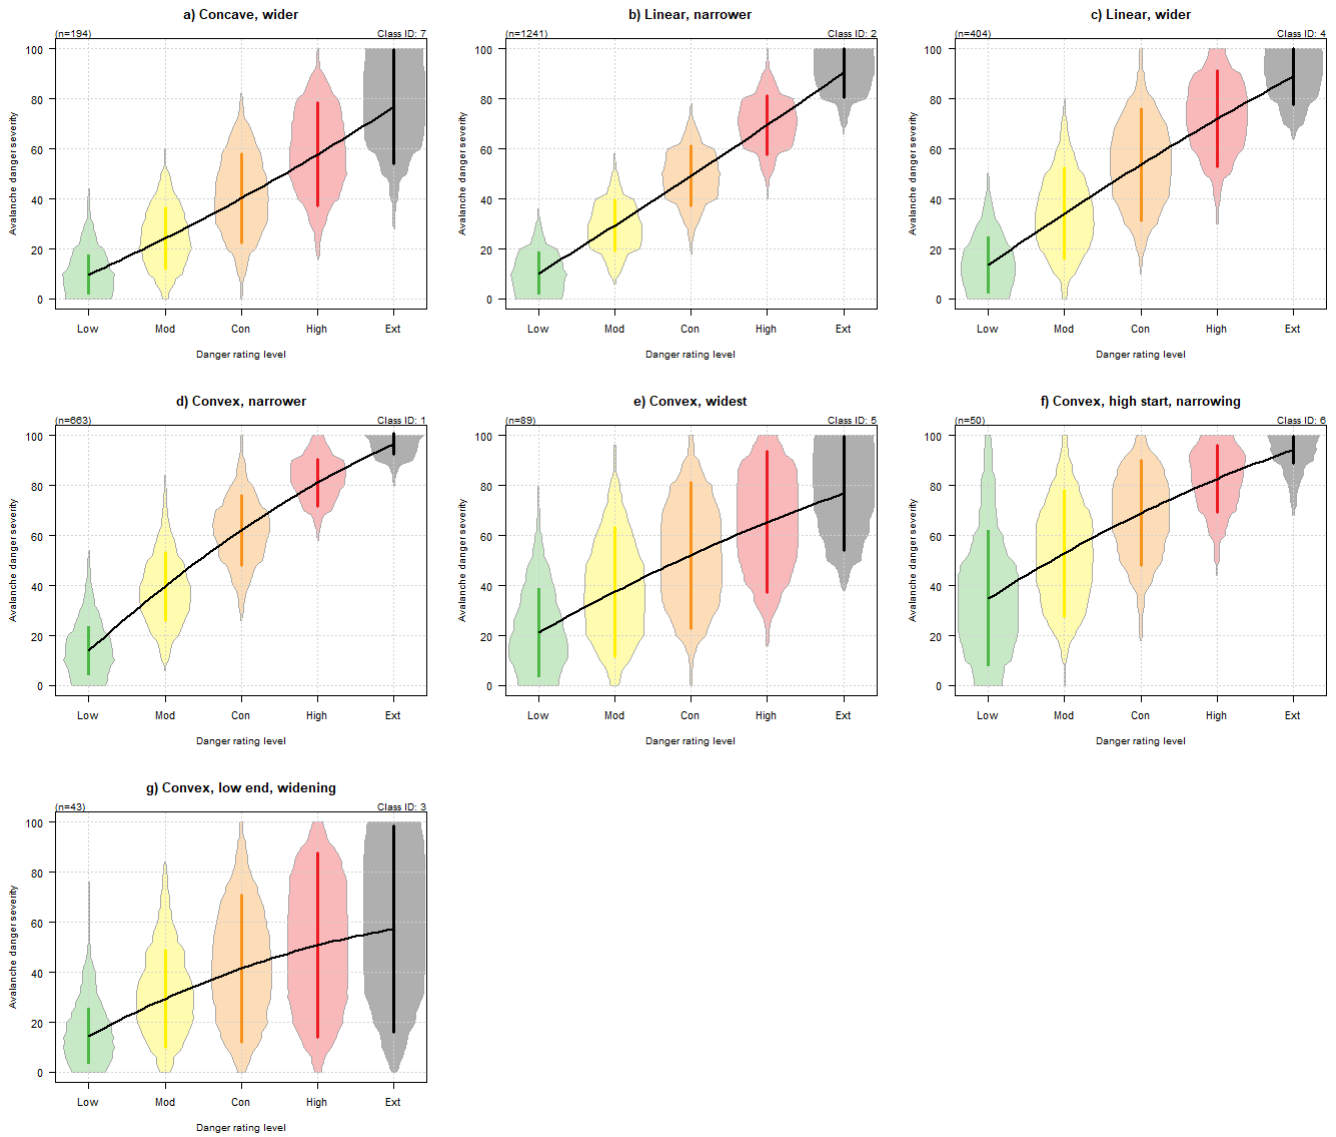 a) Concave, wider
(n=194) Class ID: 7
100
80
60
40
20
0
Avalanche danger severity
Low Mod Con High Ext
Danger rating level
b) Linear, narrower
(n=1241) Class ID: 2
100
80
60
40
20
0
Avalanche danger severity
Low Mod Con High Ext
Danger rating level
c) Linear, wider
(n=404) Class ID: 4
100
80
60
40
20
0
Avalanche danger severity
Low Mod Con High Ext
Danger rating level
d) Convex, narrower
(n=663) Class ID: 1
100
80
60
40
20
0
Avalanche danger severity
Low Mod Con High Ext
Danger rating level
e) Convex, widest
(n=89) Class ID: 5
100
80
60
40
20
0
Avalanche danger severity
Low Mod Con High Ext
Danger rating level
f) Convex, high start, narrowing
(n=50) Class ID: 6
100
80
60
40
20
0
Avalanche danger severity
Low Mod Con High Ext
Danger rating level
g) Convex, low end, widening
(n=43) Class ID: 3
100
80
60
40
20
0
Avalanche danger severity
Low Mod Con High Ext
Danger rating level